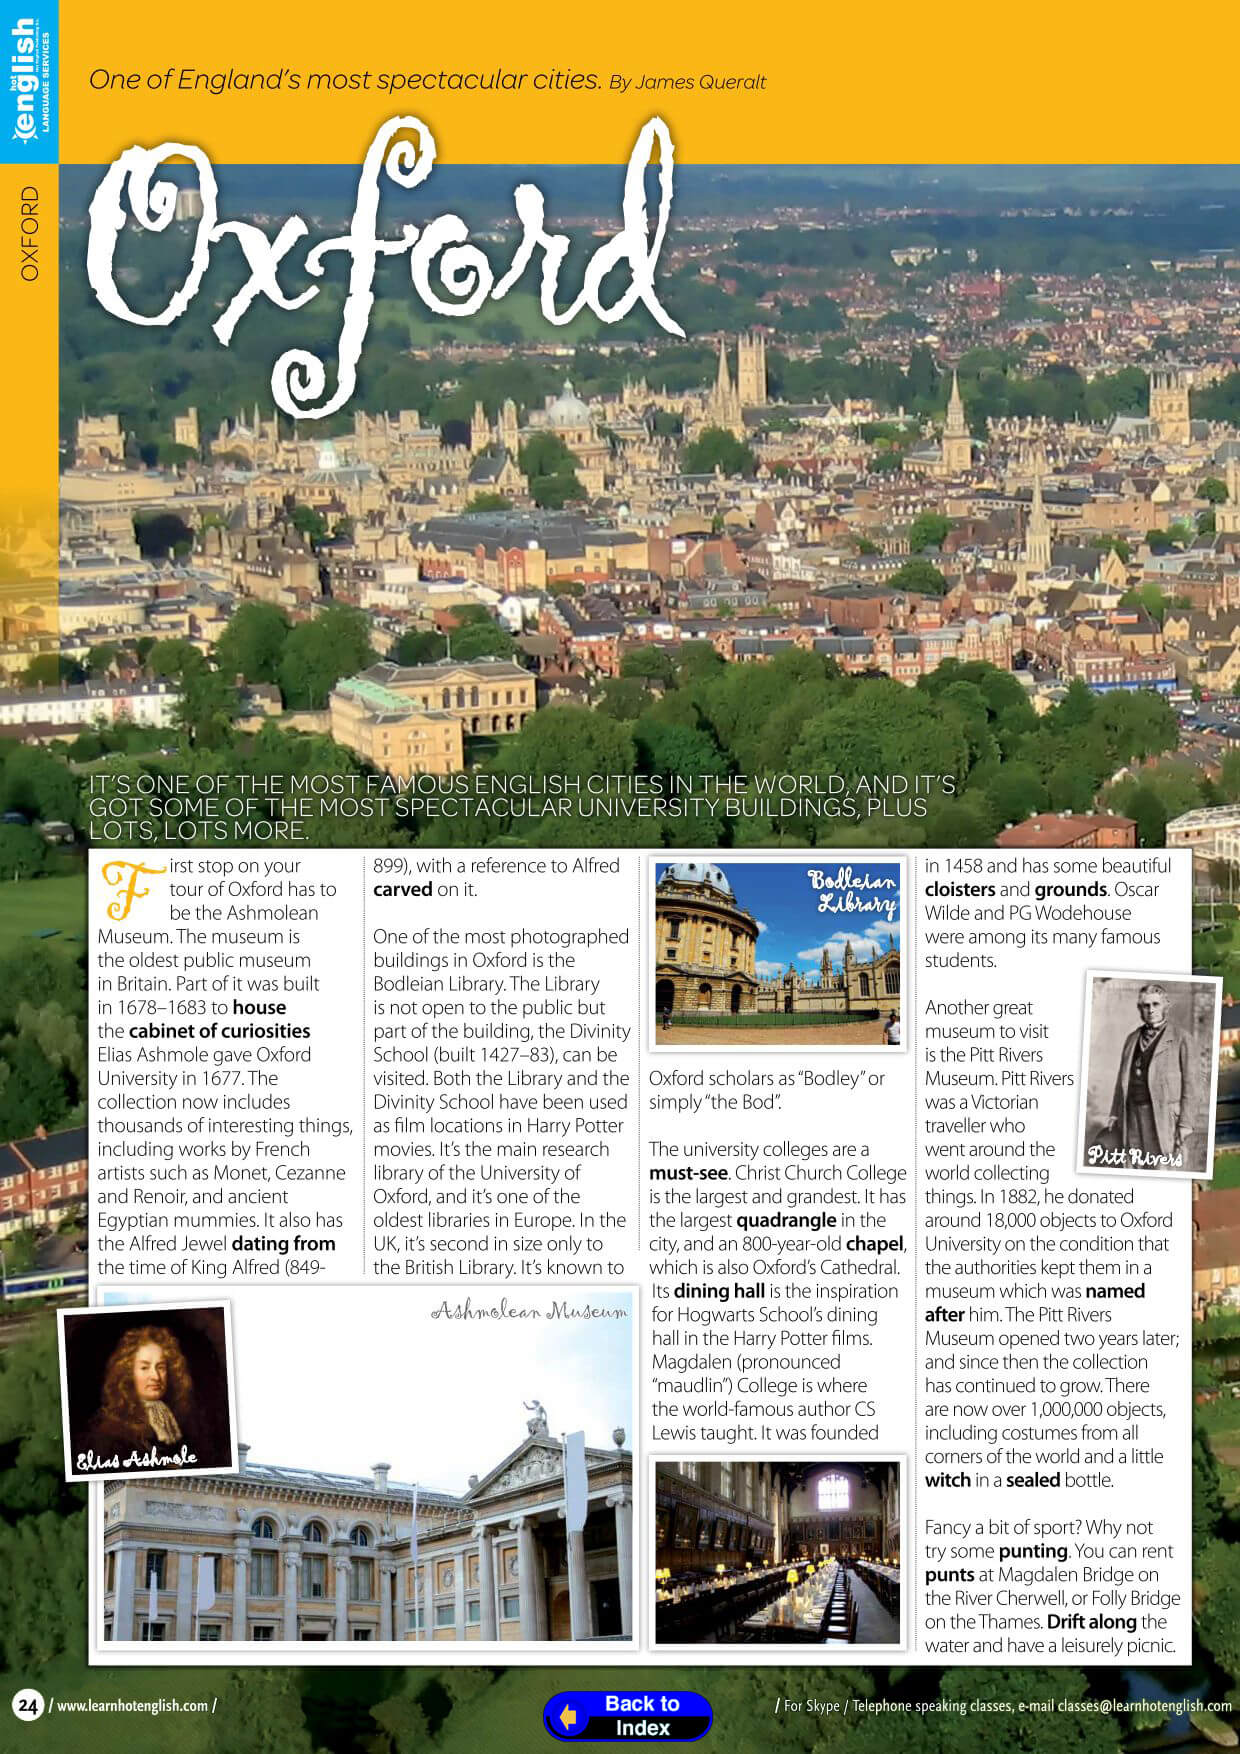 hot
english
LANGUAGE SERVICES
OXFORD
One of England's most spectacular cities. By James Queralt
Oxford
IT'S ONE OF THE MOST FAMOUS ENGLISH CITIES IN THE WORLD, AND IT'S
GOT SOME OF THE MOST SPECTACULAR UNIVERSITY BUILDINGS, PLUS
LOTS, LOTS MORE.
First stop on your
tour of Oxford has to
be the Ashmolean
Museum. The museum is
the oldest public museum
in Britain. Part of it was built
in 1678–1683 to house
the cabinet of curiosities
Elias Ashmole gave Oxford
University in 1677. The
collection now includes
thousands of interesting things,
including works by French
artists such as Monet, Cezanne
and Renoir, and ancient
Egyptian mummies. It also has
the Alfred Jewel dating from
the time of King Alfred (849-
899), with a reference to Alfred
carved on it.
One of the most photographed
buildings in Oxford is the
Bodleian Library. The Library
is not open to the public but
part of the building, the Divinity
School (built 1427–83), can be
visited. Both the Library and the
Divinity School have been used
as film locations in Harry Potter
movies. It's the main research
library of the University of
Oxford, and it's one of the
oldest libraries in Europe. In the
UK, it's second in size only to
the British Library. It's known to
Ashmolean Museum
Elias Ashmole
Bodleian
Library
Oxford scholars as "Bodley" or
simply "the Bod".
The university colleges are a
must-see. Christ Church College
is the largest and grandest. It has
the largest quadrangle in the
city, and an 800-year-old chapel,
which is also Oxford's Cathedral.
Its dining hall is the inspiration
for Hogwarts School's dining
hall in the Harry Potter films.
Magdalen (pronounced
"maudlin") College is where
the world-famous author CS
Lewis taught. It was founded
in 1458 and has some beautiful
cloisters and grounds. Oscar
Wilde and PG Wodehouse
were among its many famous
students.
Another great
museum to visit
is the Pitt Rivers
Museum. Pitt Rivers
was a Victorian
traveller who
went around the
world collecting
things. In 1882, he donated
around 18,000 objects to Oxford
University on the condition that
the authorities kept them in a
museum which was named
after him. The Pitt Rivers
Museum opened two years later;
and since then the collection
has continued to grow. There
are now over 1,000,000 objects,
including costumes from all
corners of the world and a little
witch in a sealed bottle.
Pitt Rivers
Fancy a bit of sport? Why not
try some punting. You can rent
punts at Magdalen Bridge on
the River Cherwell, or Folly Bridge
on the Thames. Drift along the
water and have a leisurely picnic.
24 / www.learnhotenglish.com /
Back to
Index
/ For Skype / Telephone speaking classes, e-mail classes@learnhotenglish.com